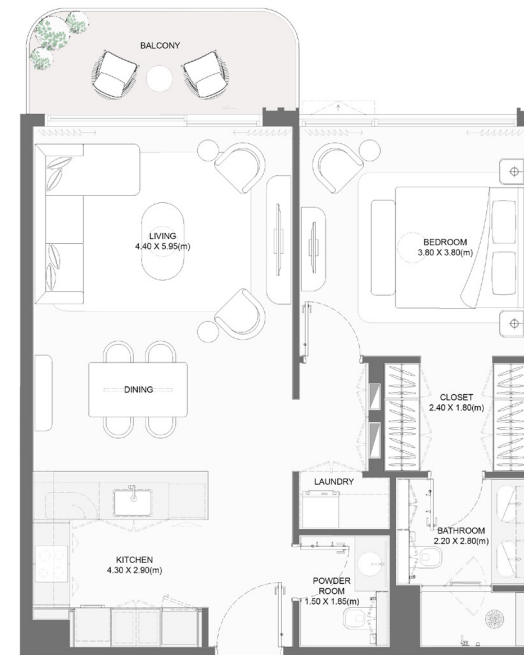 BALCONY
LIVING
4.40 X 5.95(m)
BEDROOM
3.80 X 3.80(m)
DINING
CLOSET
2.40 X 1.80(m)
LAUNDRY
BATHROOM
2.20 X 2.80(m)
KITCHEN
4.30 X 2.90(m)
POWDER
ROOM
1.50 X 1.85(m)